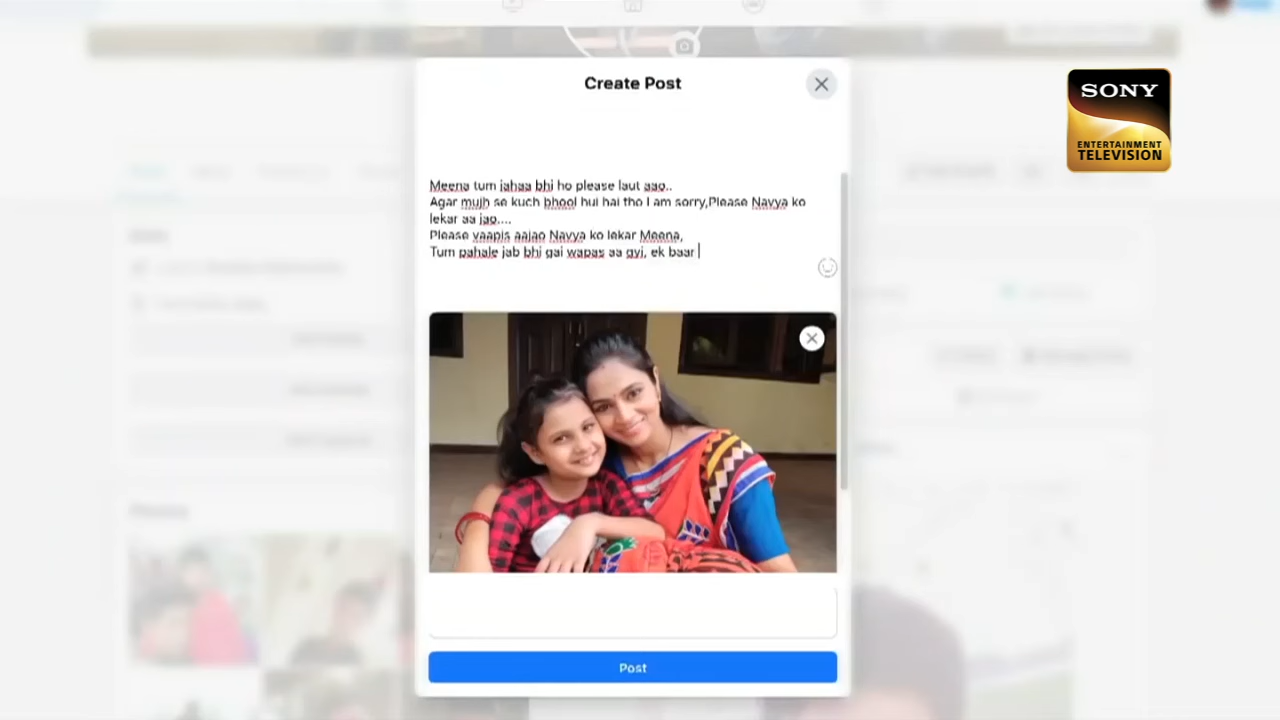 Create Post
SONY
ENTERTAINMENT
TELEVISION
Meena tum jahaa bhi ho please laut aao..
Agar mujh se kuch bhool hui hai tho I am sorry,Please Navya ko
lekar aa jao....
Please vaapis aajao Navya ko lekar Meena,
Tum pahale jab bhi gai wapas aa gyi, ek baar
Post